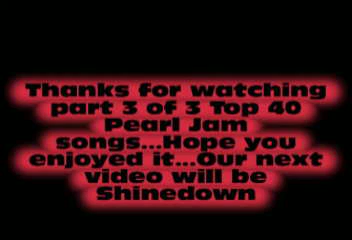 Thanks for watching
part 3 of 3 Top 40
Pearl Jam
songs...Hope you
enjoyed it...Our next
video will be
Shinedown